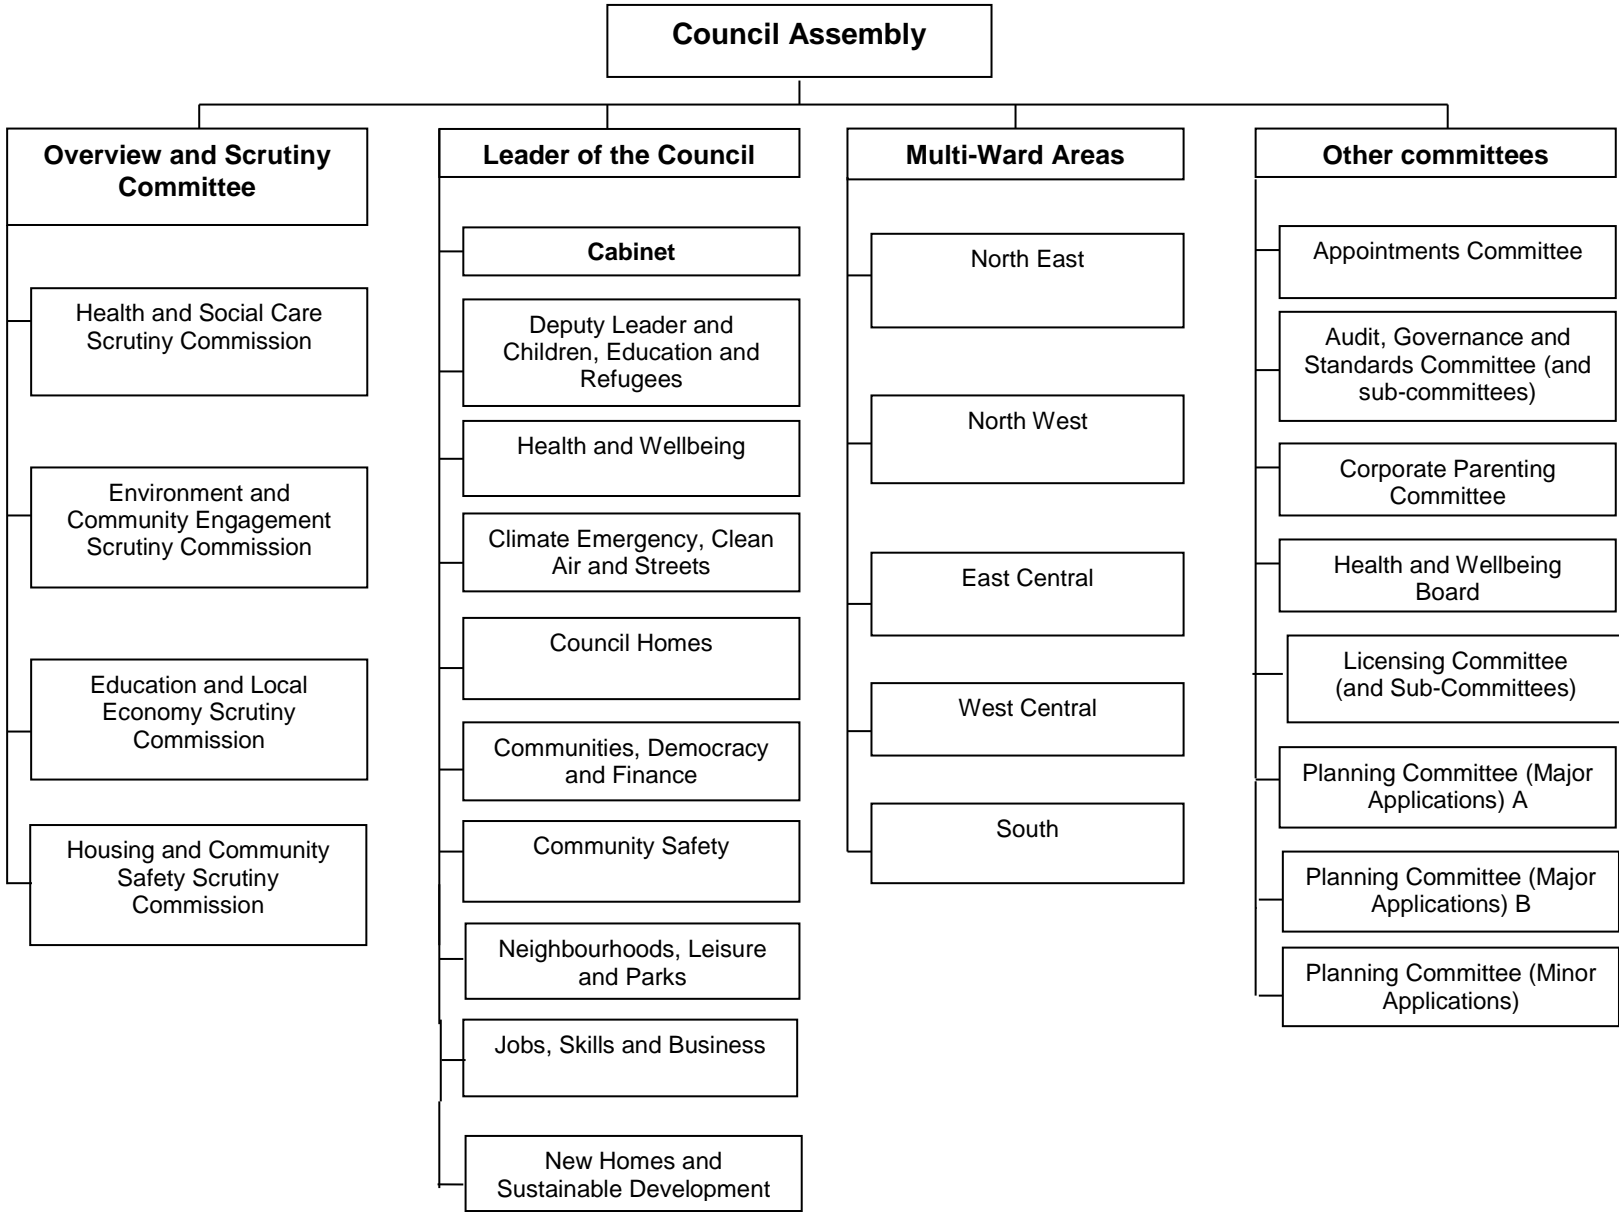 Council Assembly
Overview and Scrutiny
Committee
Health and Social Care
Scrutiny Commission
Environment and
Community Engagement
Scrutiny Commission
Education and Local
Economy Scrutiny
Commission
Housing and Community
Safety Scrutiny
Commission
Leader of the Council
Cabinet
Deputy Leader and
Children, Education and
Refugees
Health and Wellbeing
Climate Emergency, Clean
Air and Streets
Council Homes
Communities, Democracy
and Finance
Community Safety
Neighbourhoods, Leisure
and Parks
Jobs, Skills and Business
New Homes and
Sustainable Development
Multi-Ward Areas
North East
North West
East Central
West Central
South
Other committees
Appointments Committee
Audit, Governance and
Standards Committee (and
sub-committees)
Corporate Parenting
Committee
Health and Wellbeing
Board
Licensing Committee
(and Sub-Committees)
Planning Committee (Major
Applications) A
Planning Committee (Major
Applications) B
Planning Committee (Minor
Applications)